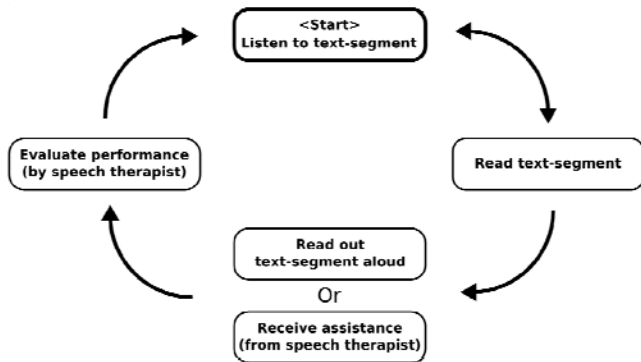 <Start>
Listen to text-segment
Read text-segment
Read out
text-segment aloud
Or
Receive assistance
(from speech therapist)
Evaluate performance
(by speech therapist)